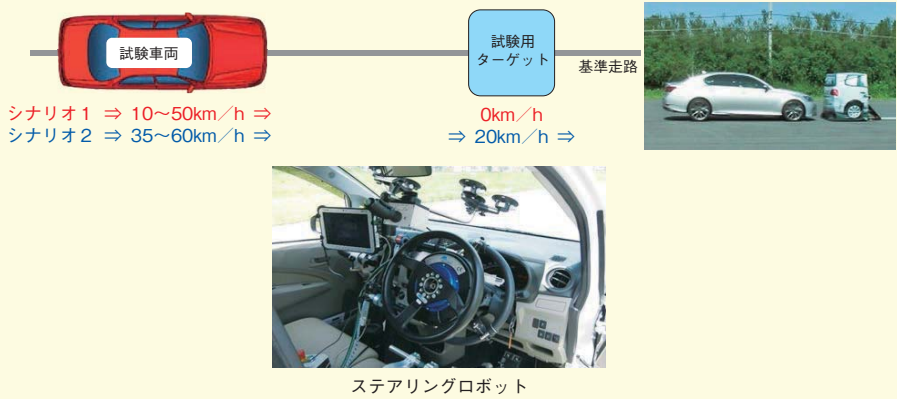 試験車両
試験用
ターゲット
基準走路
シナリオ1 ⇒ 10～50km／h ⇒
0km／h
シナリオ2 ⇒ 35～60km／h ⇒
⇒ 20km／h ⇒
ステアリングロボット